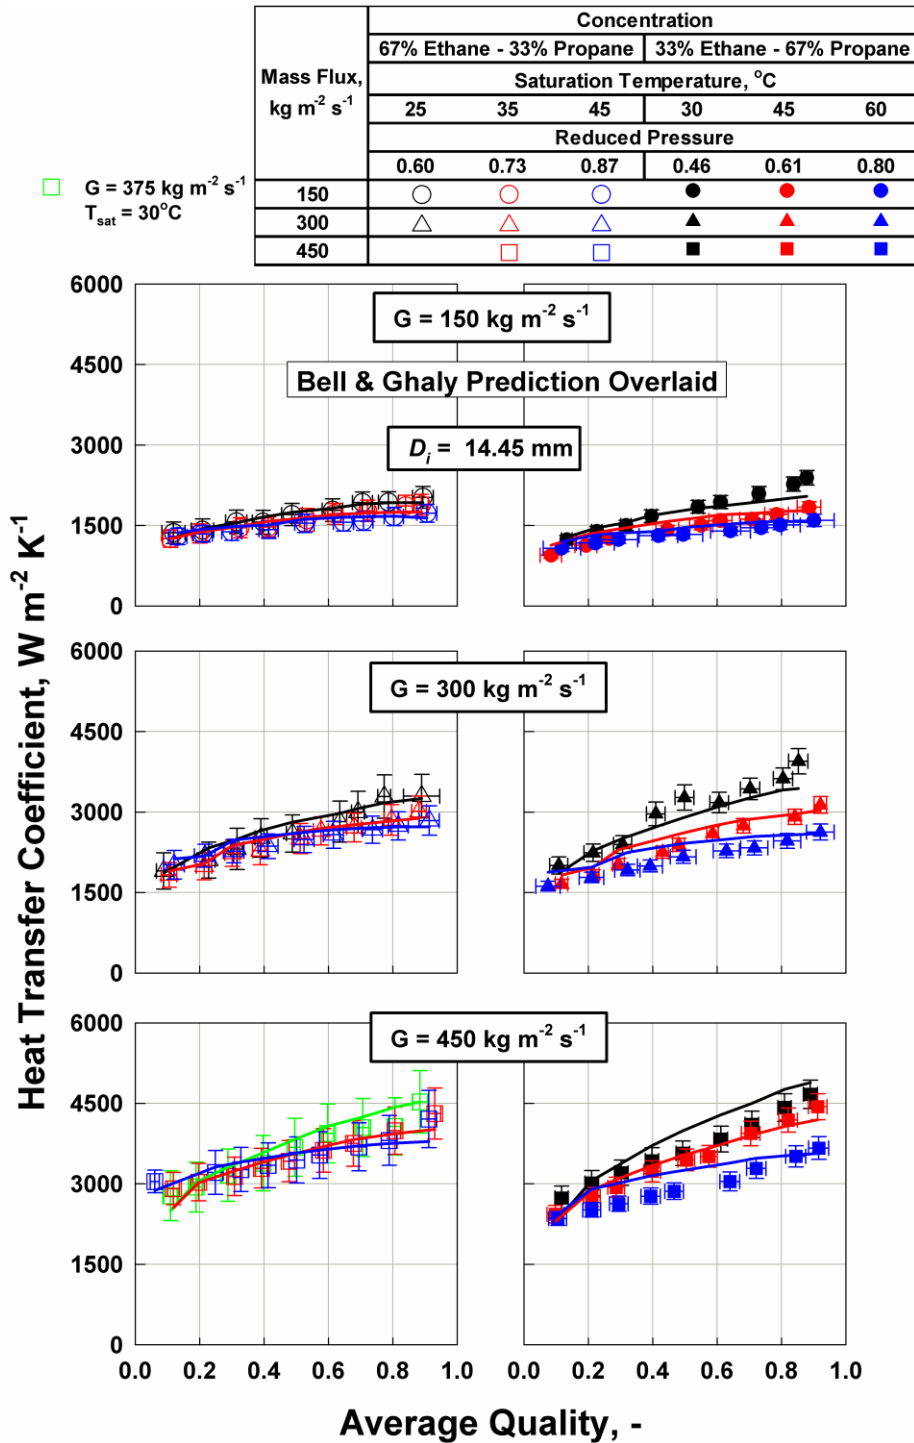 Concentration
67% Ethane - 33% Propane 33% Ethane - 67% Propane
Mass Flux, kg m⁻² s⁻¹
Saturation Temperature, °C
25 35 45 30 45 60
Reduced Pressure
0.60 0.73 0.87 0.46 0.61 0.80
G = 375 kg m⁻² s⁻¹
T_sat = 30°C
150
300
450
6000
4500
3000
1500
0
G = 150 kg m⁻² s⁻¹
Bell & Ghaly Prediction Overlaid
D_i = 14.45 mm
6000
4500
3000
1500
0
G = 300 kg m⁻² s⁻¹
6000
4500
3000
1500
0
G = 450 kg m⁻² s⁻¹
0.0 0.2 0.4 0.6 0.8 1.0 0.0 0.2 0.4 0.6 0.8 1.0
Heat Transfer Coefficient, W m⁻² K⁻¹
Average Quality, -